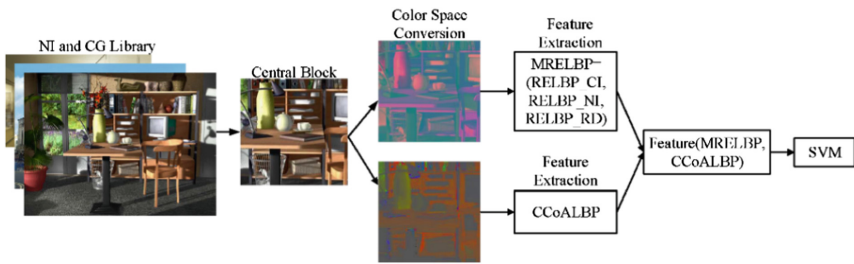 NI and CG Library
Central Block
Color Space
Conversion
Feature
Extraction
MRELBP=
(RELBP_CI,
RELBP_NI,
RELBP_RD)
Feature
Extraction
CCoALBP
Feature(MRELBP,
CCoALBP)
SVM